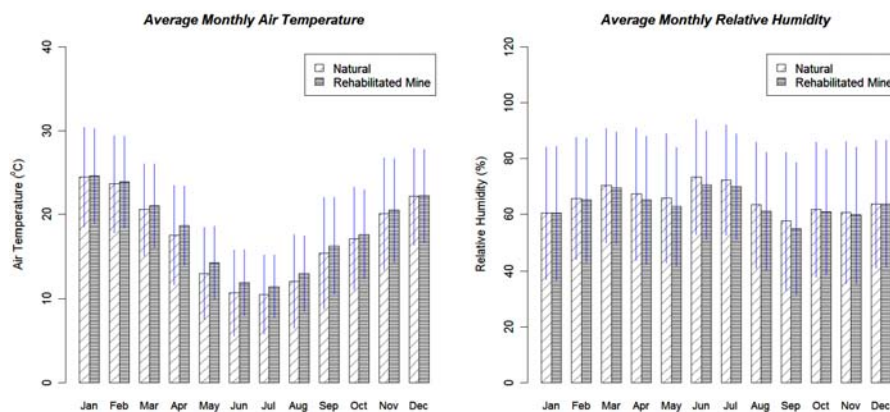 Average Monthly Air Temperature
40
30
20
10
0
Air Temperature (°C)
Natural
Rehabilitated Mine
Jan Feb Mar Apr May Jun Jul Aug Sep Oct Nov Dec
Average Monthly Relative Humidity
120
100
80
60
40
20
0
Relative Humidity (%)
Natural
Rehabilitated Mine
Jan Feb Mar Apr May Jun Jul Aug Sep Oct Nov Dec